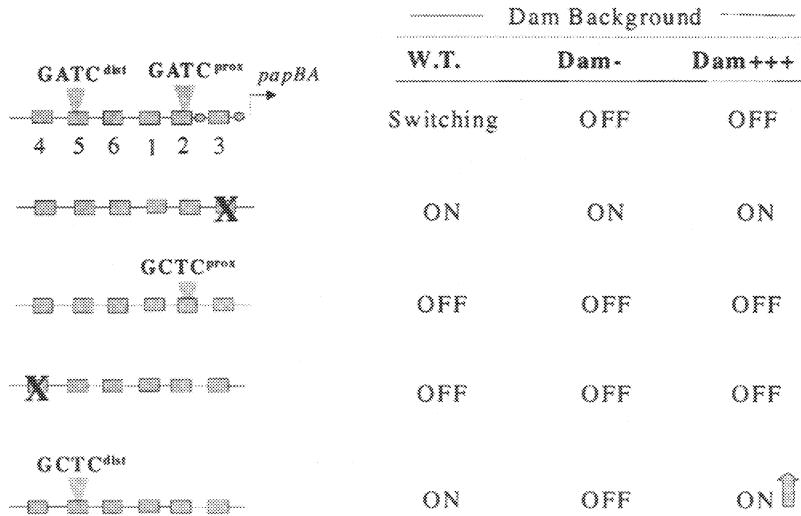 Dam Background
GATC^dist GATC^prox papBA W.T. Dam- Dam+++
Switching OFF OFF
4 5 6 1 2 3
X ON ON ON
GCTC^prox
OFF OFF OFF
X OFF OFF OFF
GCTC^dist
ON OFF ON